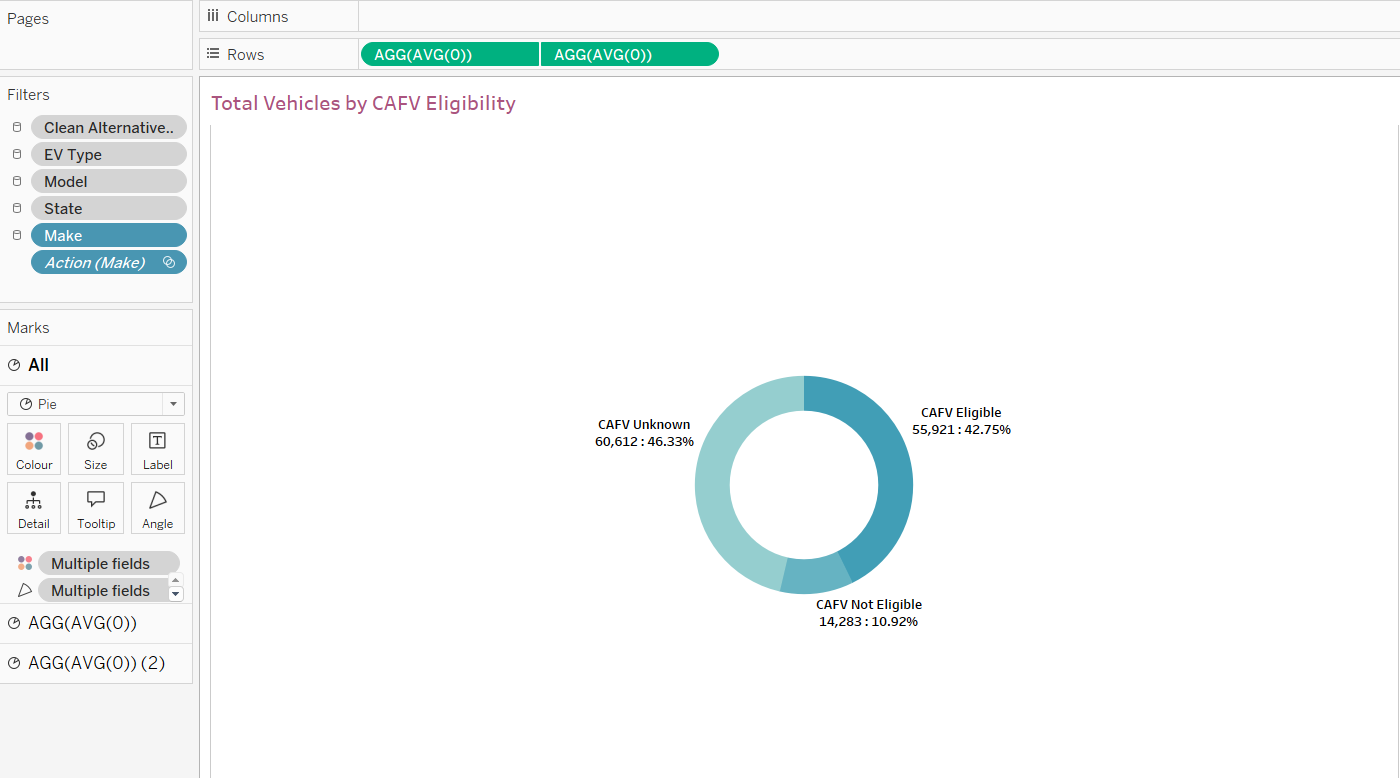 Pages
Columns
Rows
AGG(AVG(0)) AGG(AVG(0))
Filters
Clean Alternative..
EV Type
Model
State
Make
Action (Make)
Marks
All
Pie
Colour Size Label
Detail Tooltip Angle
Multiple fields
Multiple fields
AGG(AVG(0))
AGG(AVG(0)) (2)
Total Vehicles by CAFV Eligibility
CAFV Unknown
60,612 : 46.33%
CAFV Eligible
55,921 : 42.75%
CAFV Not Eligible
14,283 : 10.92%